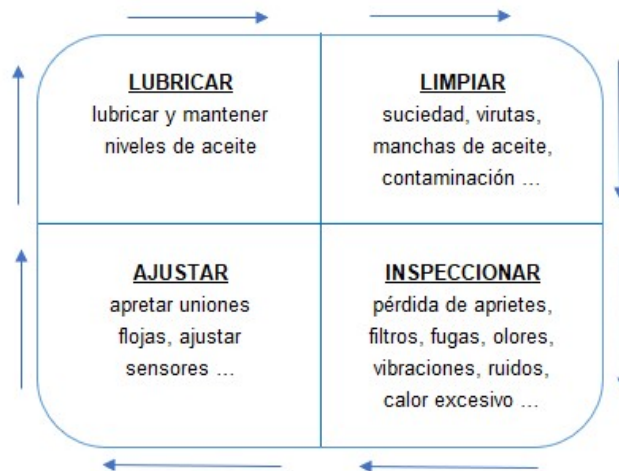 LUBRICAR
lubricar y mantener
niveles de aceite
LIMPIAR
suciedad, virutas,
manchas de aceite,
contaminación ...
AJUSTAR
apretar uniones
flojas, ajustar
sensores ...
INSPECCIONAR
pérdida de aprietes,
filtros, fugas, olores,
vibraciones, ruidos,
calor excesivo ...